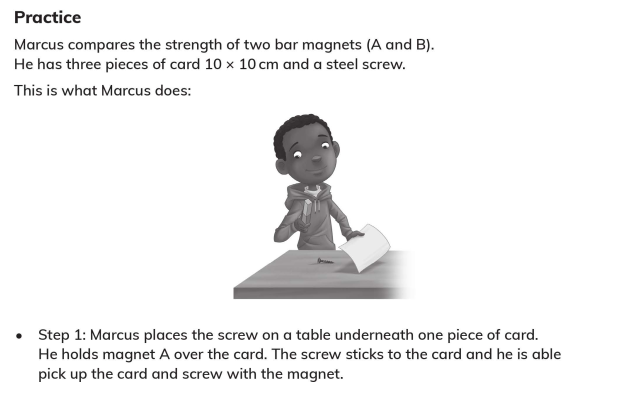 Practice
Marcus compares the strength of two bar magnets (A and B).
He has three pieces of card 10 × 10 cm and a steel screw.
This is what Marcus does:
• Step 1: Marcus places the screw on a table underneath one piece of card.
He holds magnet A over the card. The screw sticks to the card and he is able
pick up the card and screw with the magnet.